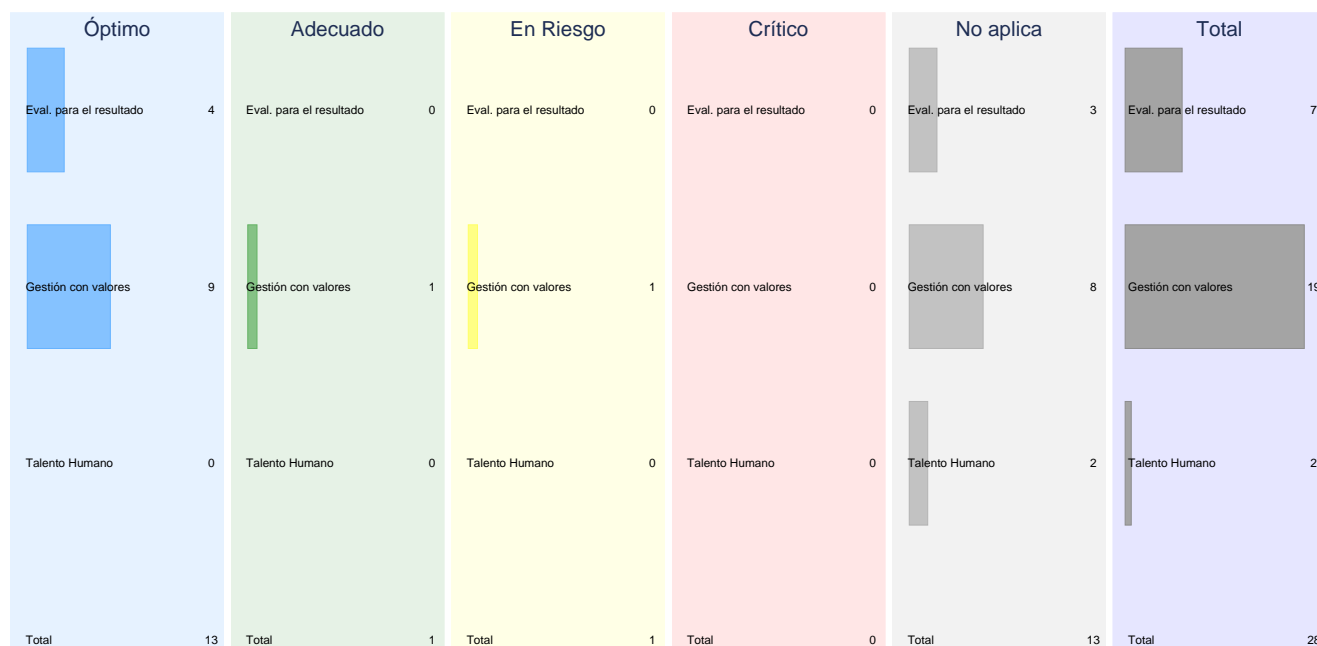 Óptimo Adecuado En Riesgo Crítico No aplica Total
Eval. para el resultado 4 Eval. para el resultado 0 Eval. para el resultado 0 Eval. para el resultado 0 Eval. para el resultado 3 Eval. para el resultado 7
Gestión con valores 9 Gestión con valores 1 Gestión con valores 1 Gestión con valores 0 Gestión con valores 8 Gestión con valores 19
Talento Humano 0 Talento Humano 0 Talento Humano 0 Talento Humano 0 Talento Humano 2 Talento Humano 2
Total 13 Total 1 Total 1 Total 0 Total 13 Total 28